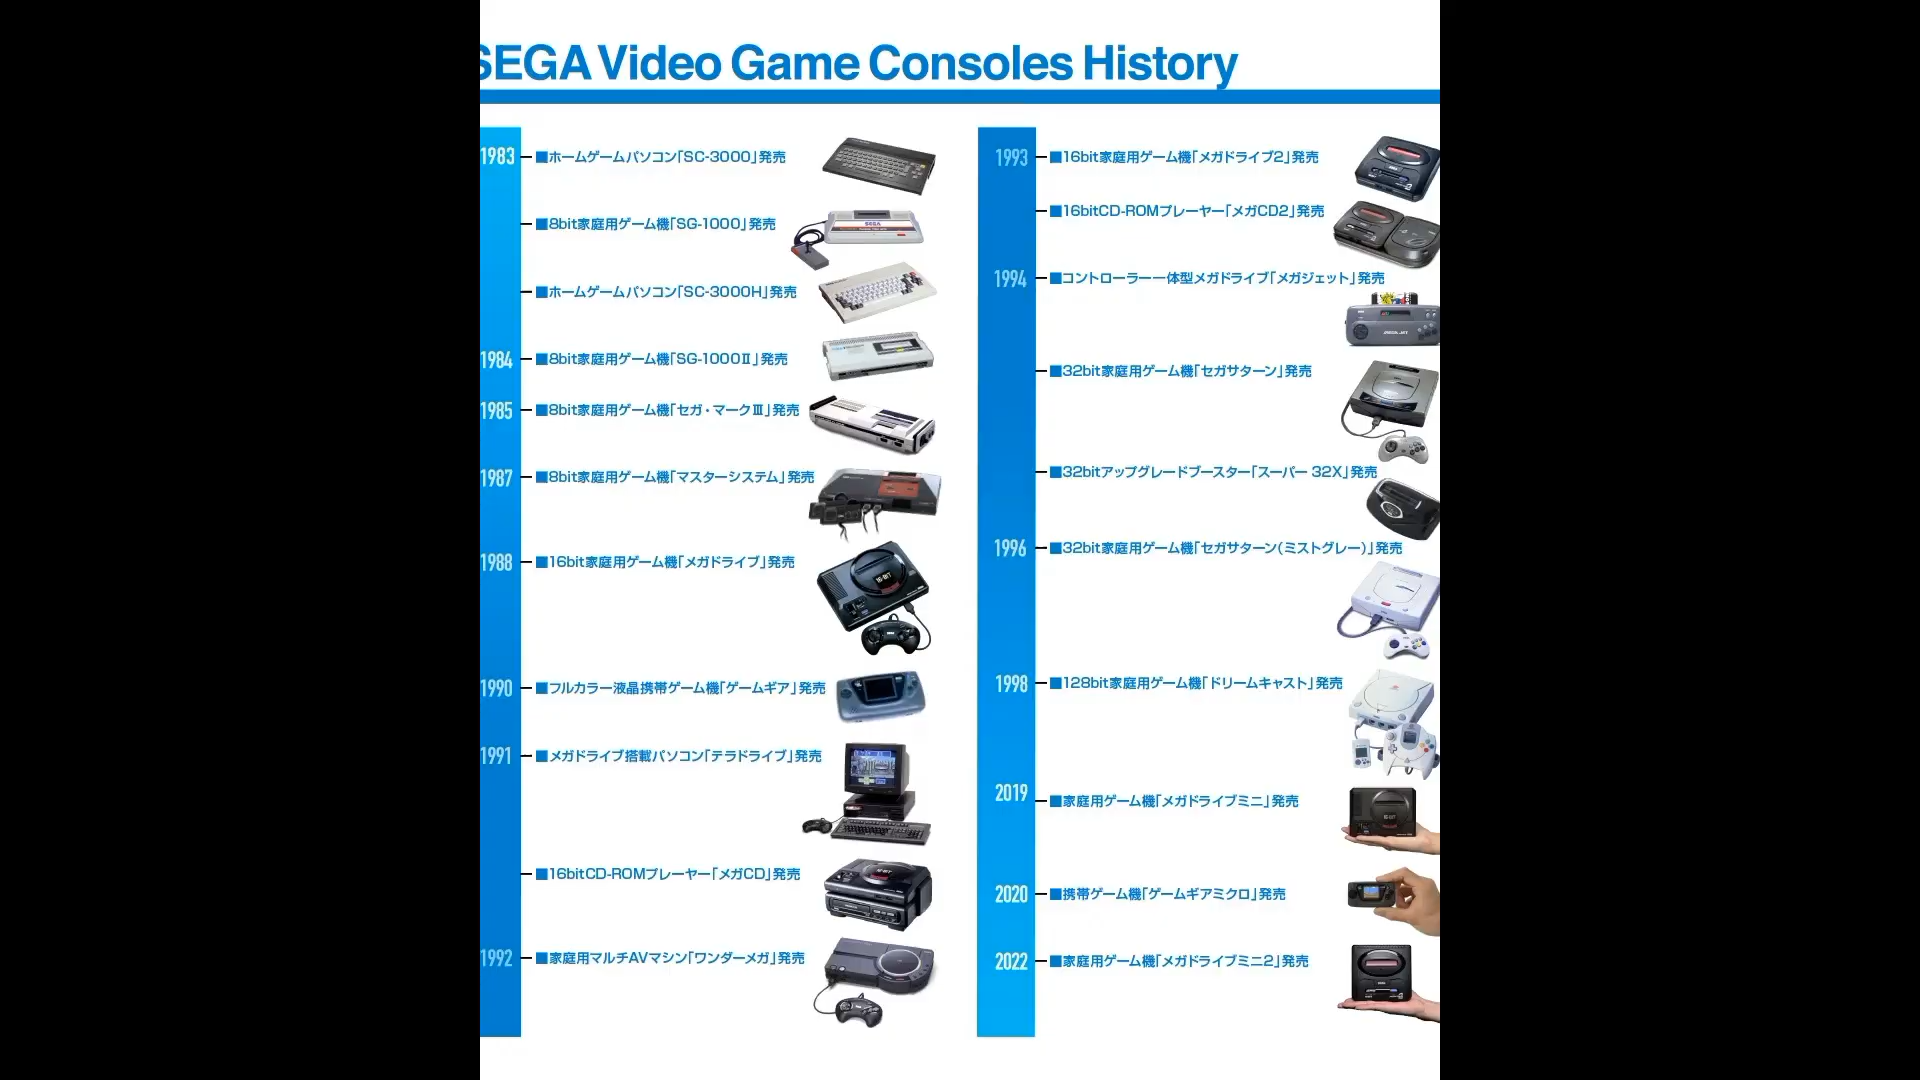 SEGA Video Game Consoles History
1983
■ホームゲームパソコン「SC-3000」発売
■8bit家庭用ゲーム機「SG-1000」発売
■ホームゲームパソコン「SC-3000H」発売
1984
■8bit家庭用ゲーム機「SG-1000Ⅱ」発売
1985
■8bit家庭用ゲーム機「セガ・マークⅢ」発売
1987
■8bit家庭用ゲーム機「マスターシステム」発売
1988
■16bit家庭用ゲーム機「メガドライブ」発売
1990
■フルカラー液晶携帯ゲーム機「ゲームギア」発売
1991
■メガドライブ搭載パソコン「テラドライブ」発売
■16bitCD-ROMプレーヤー「メガCD」発売
1992
■家庭用マルチAVマシン「ワンダーメガ」発売
1993
■16bit家庭用ゲーム機「メガドライブ2」発売
■16bitCD-ROMプレーヤー「メガCD2」発売
1994
■コントローラー一体型メガドライブ「メガジェット」発売
■32bit家庭用ゲーム機「セガサターン」発売
■32bitアップグレードブースター「スーパー 32X」発売
1996
■32bit家庭用ゲーム機「セガサターン(ミストグレー)」発売
1998
■128bit家庭用ゲーム機「ドリームキャスト」発売
2019
■家庭用ゲーム機「メガドライブミニ」発売
2020
■携帯ゲーム機「ゲームギアミクロ」発売
2022
■家庭用ゲーム機「メガドライブミニ2」発売
SEGA
16-BIT